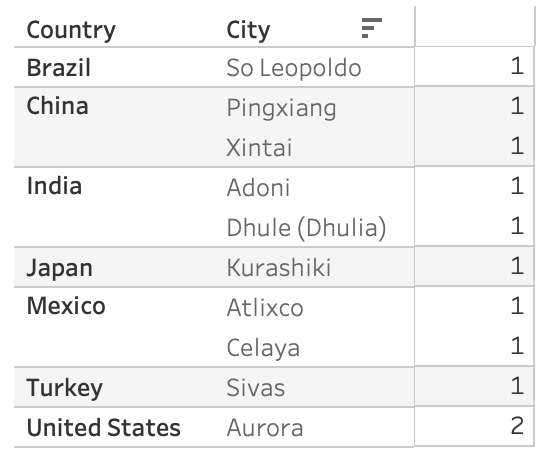 Country City
Brazil So Leopoldo 1
China Pingxiang 1
Xintai 1
India Adoni 1
Dhule (Dhulia) 1
Japan Kurashiki 1
Mexico Atlixco 1
Celaya 1
Turkey Sivas 1
United States Aurora 2